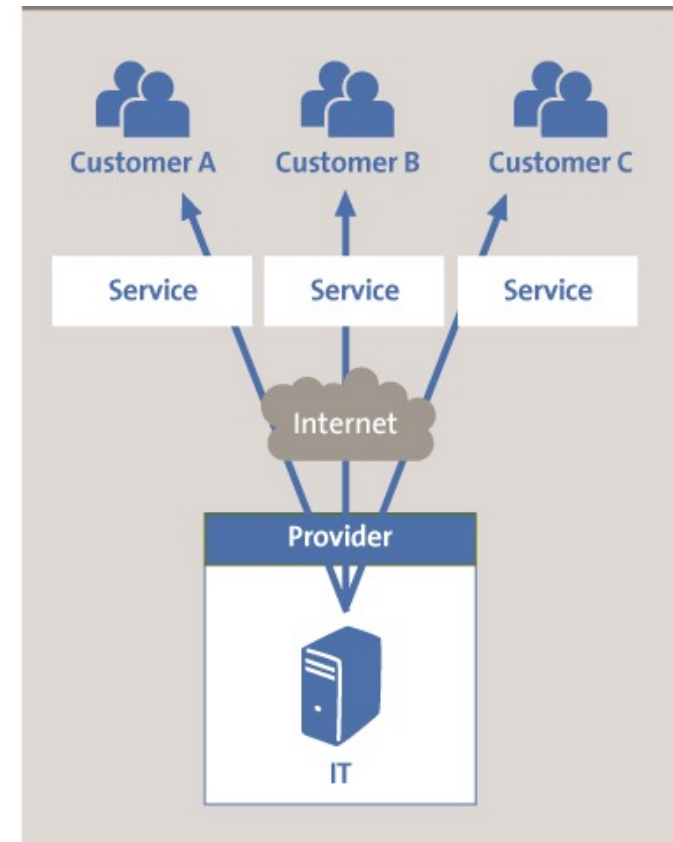 Customer A
Customer B
Customer C
Service
Service
Service
Internet
Provider
IT